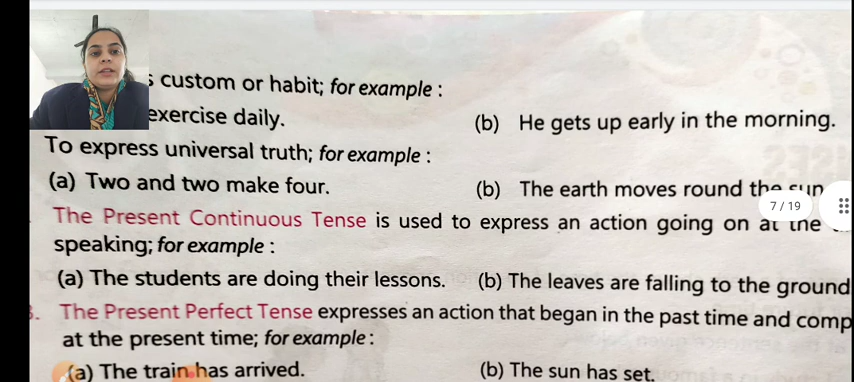 s custom or habit; for example :
exercise daily.
(b) He gets up early in the morning.
To express universal truth; for example :
(a) Two and two make four.
(b) The earth moves round the sun
7 / 19
The Present Continuous Tense is used to express an action going on at the
speaking; for example :
(a) The students are doing their lessons.
(b) The leaves are falling to the ground
3. The Present Perfect Tense expresses an action that began in the past time and comp
at the present time; for example :
(a) The train has arrived.
(b) The sun has set.